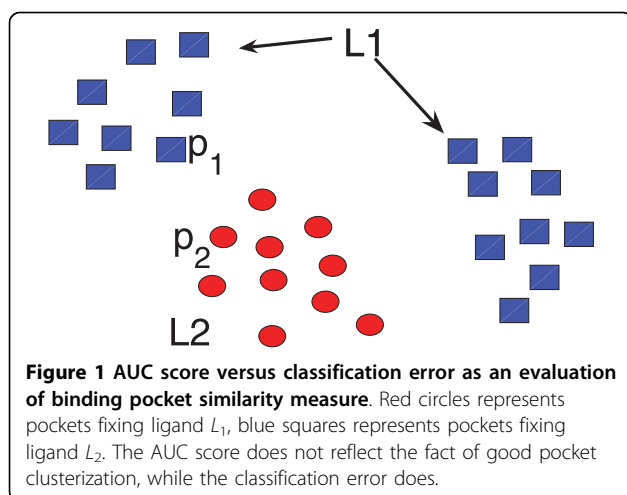 L1
p1
p2
L2
Figure 1 AUC score versus classification error as an evaluation
of binding pocket similarity measure. Red circles represents
pockets fixing ligand L1, blue squares represents pockets fixing
ligand L2. The AUC score does not reflect the fact of good pocket
clusterization, while the classification error does.